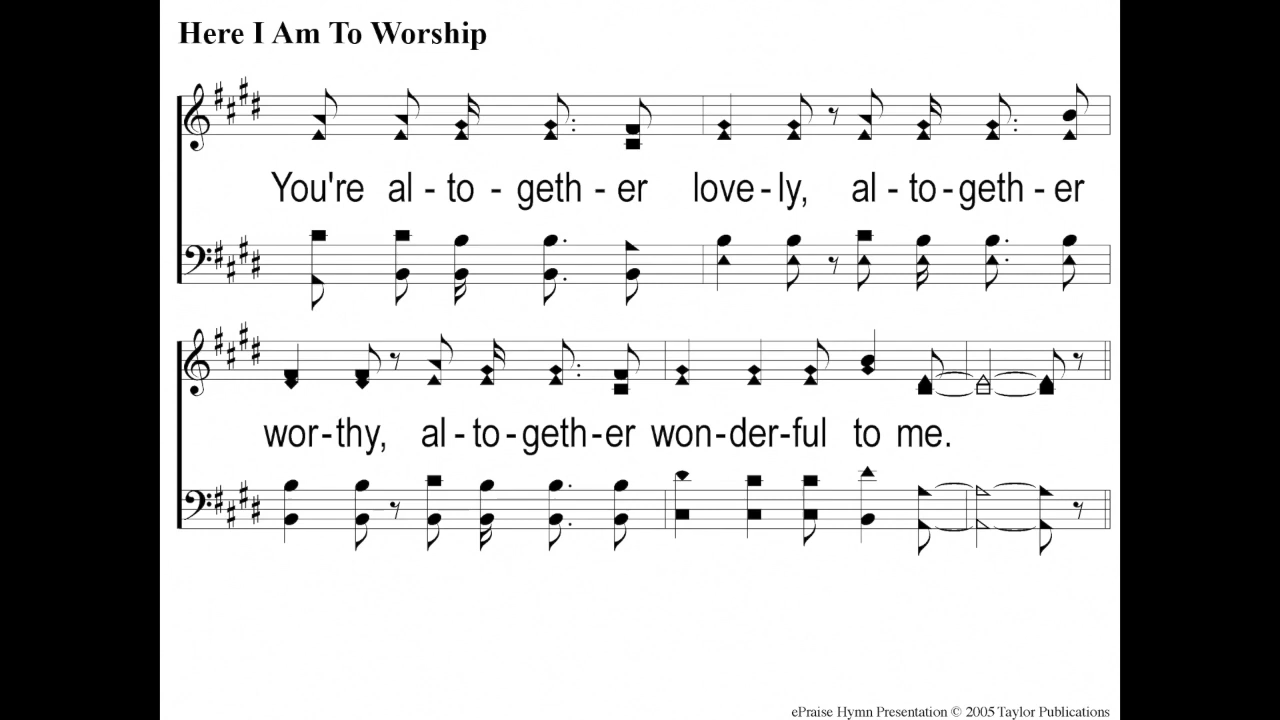 Here I Am To Worship
You're al - to - geth - er love - ly, al - to - geth - er
wor - thy, al - to - geth - er won - der - ful to me.
ePraise Hymn Presentation © 2005 Taylor Publications